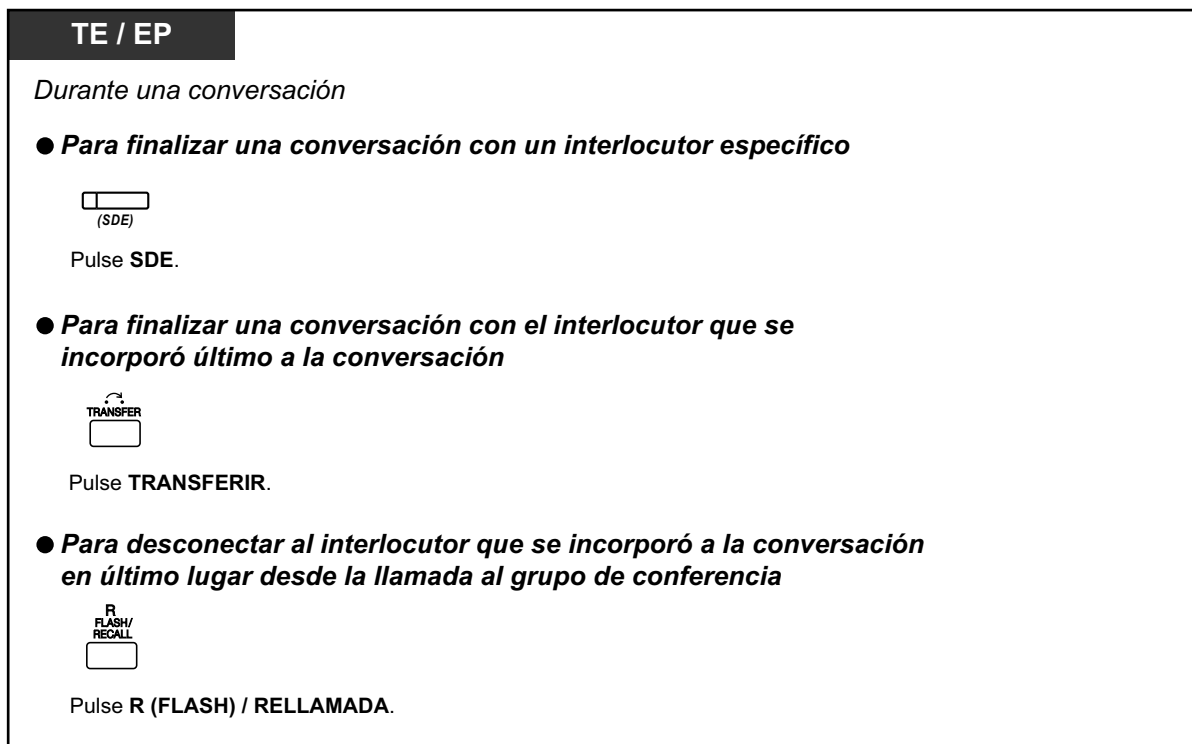 TE / EP
Durante una conversación
● Para finalizar una conversación con un interlocutor específico
(SDE)
Pulse SDE.
● Para finalizar una conversación con el interlocutor que se
incorporó último a la conversación
TRANSFER
Pulse TRANSFERIR.
● Para desconectar al interlocutor que se incorporó a la conversación
en último lugar desde la llamada al grupo de conferencia
R
FLASH/
RECALL
Pulse R (FLASH) / RELLAMADA.